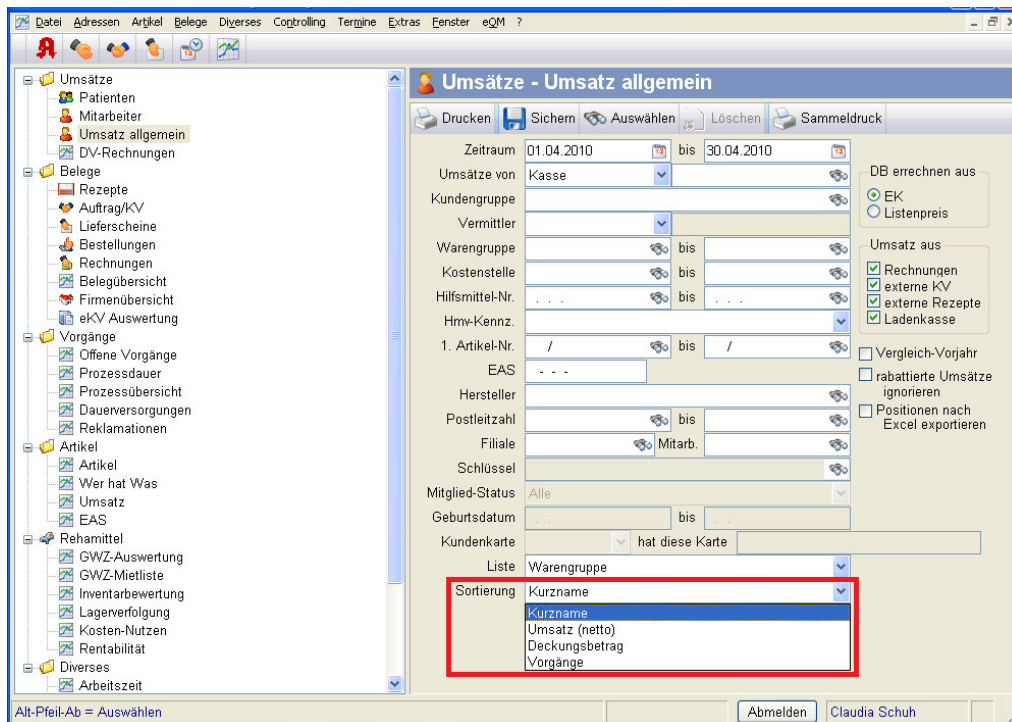 Datei Adressen Artikel Belege Diverses Controlling Termine Extras Fenster eQM ?
Umsätze
Patienten
Mitarbeiter
Umsatz allgemein
DV-Rechnungen
Belege
Rezepte
Auftrag/KV
Lieferscheine
Bestellungen
Rechnungen
Belegübersicht
Firmenübersicht
eKV Auswertung
Vorgänge
Offene Vorgänge
Prozessdauer
Prozessübersicht
Dauerversorgungen
Reklamationen
Artikel
Artikel
Wer hat Was
Umsatz
EAS
Rehamittel
GWZ-Auswertung
GWZ-Mietliste
Inventarbewertung
Lagerverfolgung
Kosten-Nutzen
Rentabilität
Diverses
Arbeitszeit
Umsätze - Umsatz allgemein
Drucken Sichern Auswählen Löschen Sammeldruck
Zeitraum 01.04.2010 bis 30.04.2010
Umsätze von Kasse
Kundengruppe
Vermittler
Warengruppe bis
Kostenstelle bis
Hilfsmittel-Nr. . . . bis . . .
Hmv-Kennz.
1. Artikel-Nr. / bis /
EAS - - -
Hersteller
Postleitzahl bis
Filiale Mitarb.
Schlüssel
Mitglied-Status Alle
Geburtsdatum . . bis . .
Kundenkarte hat diese Karte
Liste Warengruppe
Sortierung Kurzname
Kurzname
Umsatz (netto)
Deckungsbetrag
Vorgänge
DB errechnen aus
EK
Listenpreis
Umsatz aus
Rechnungen
externe KV
externe Rezepte
Ladenkasse
Vergleich-Vorjahr
rabattierte Umsätze
ignorieren
Positionen nach
Excel exportieren
Alt-Pfeil-Ab = Auswählen Abmelden Claudia Schuh